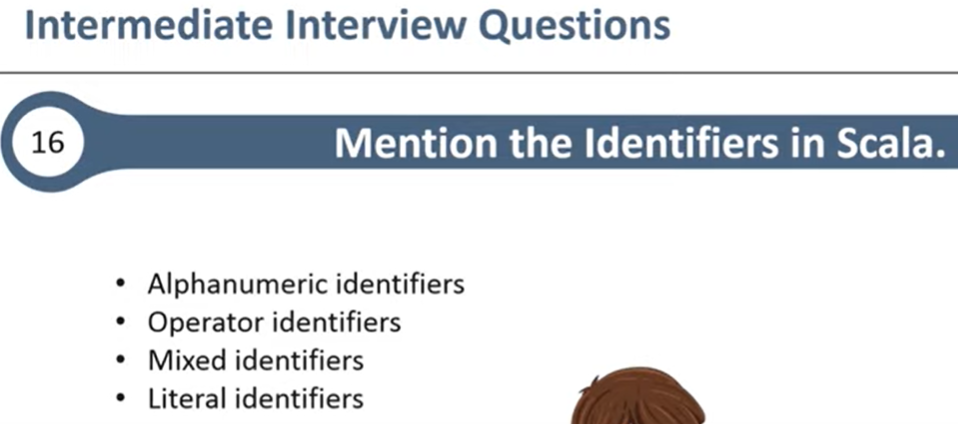 Intermediate Interview Questions
16
Mention the Identifiers in Scala.
• Alphanumeric identifiers
• Operator identifiers
• Mixed identifiers
• Literal identifiers